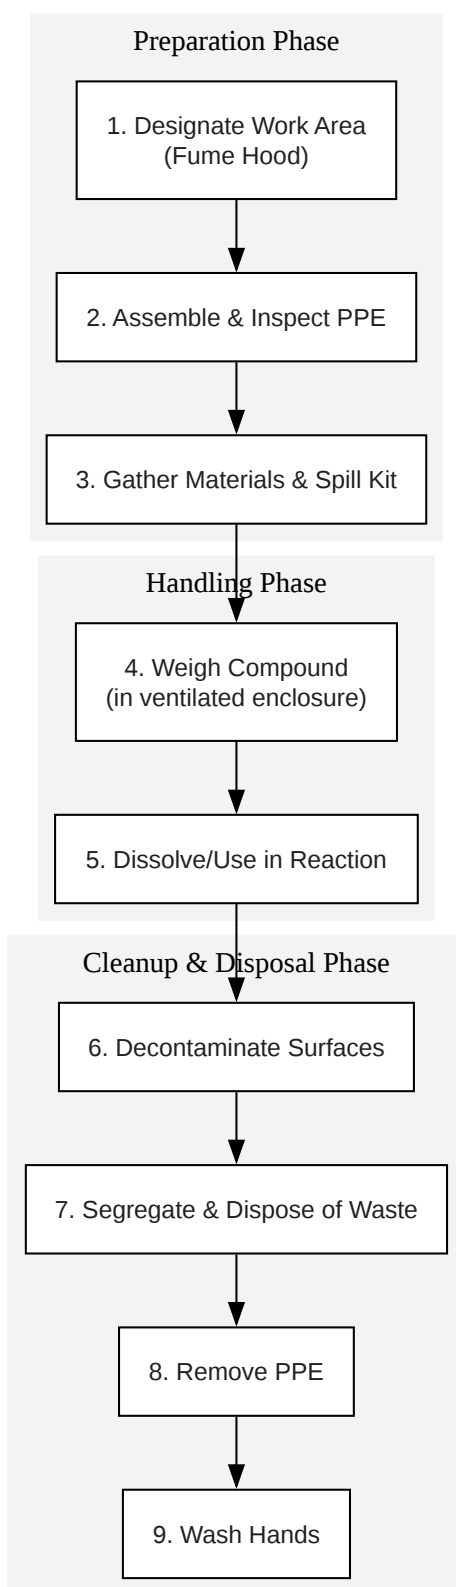 Preparation Phase
1. Designate Work Area
(Fume Hood)
2. Assemble & Inspect PPE
3. Gather Materials & Spill Kit
Handling Phase
4. Weigh Compound
(in ventilated enclosure)
5. Dissolve/Use in Reaction
Cleanup & Disposal Phase
6. Decontaminate Surfaces
7. Segregate & Dispose of Waste
8. Remove PPE
9. Wash Hands